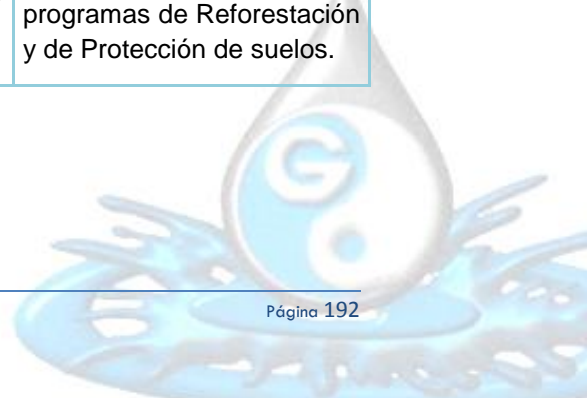 programas de Reforestación
y de Protección de suelos.
G
Página 192